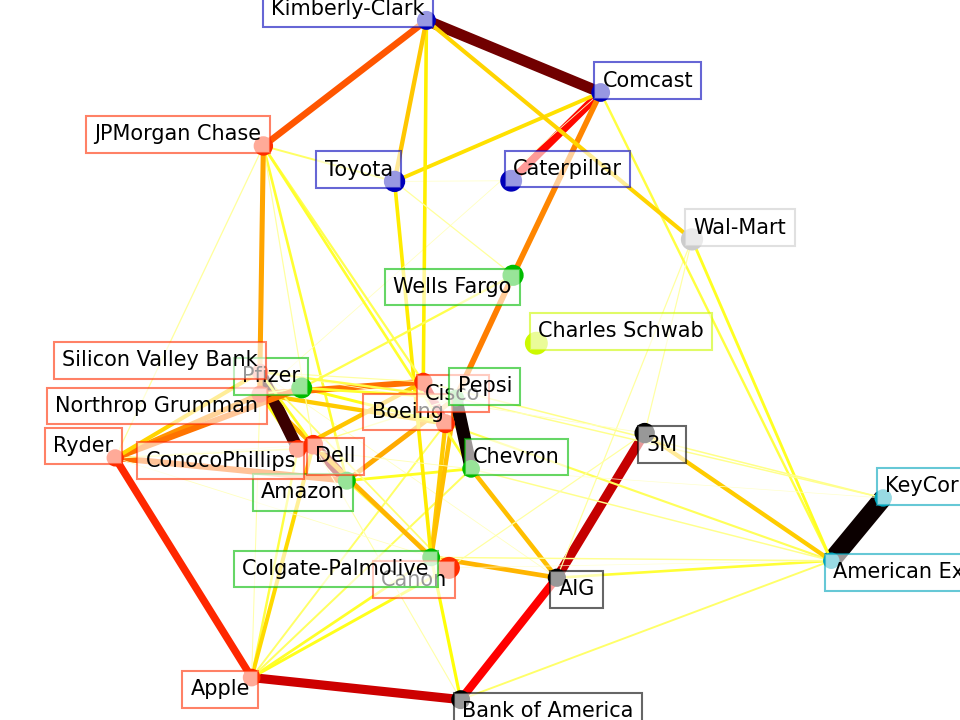 Kimberly-Clark
Comcast
JPMorgan Chase
Toyota
Caterpillar
Wal-Mart
Wells Fargo
Charles Schwab
Silicon Valley Bank
Pfizer
Cisco
Pepsi
Northrop Grumman
Boeing
Ryder
ConocoPhillips
Dell
Chevron
3M
KeyCor
Amazon
Colgate-Palmolive
Canon
American Ex
AIG
Apple
Bank of America